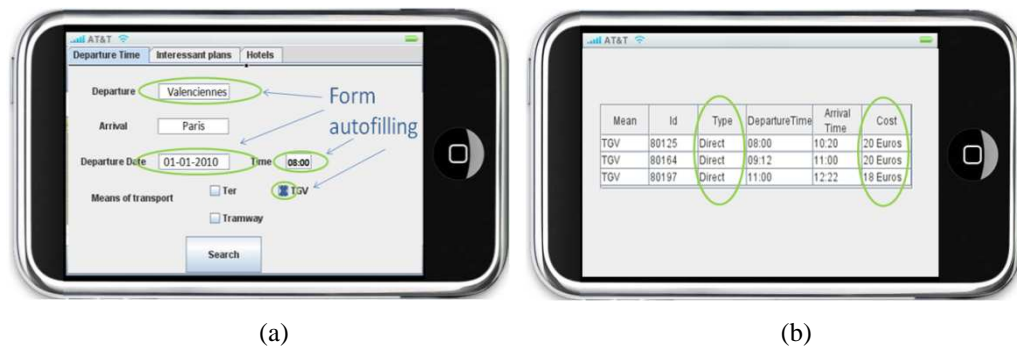 AT&T
Departure Time Interessant plans Hotels
Departure Valenciennes
Form
autofilling
Arrival Paris
Departure Date 01-01-2010 Time 08:00
Means of transport Ter TGV
Tramway
Search
(a)
AT&T
Mean Id Type DepartureTime Arrival Time Cost
TGV 80125 Direct 08:00 10:20 20 Euros
TGV 80164 Direct 09:12 11:00 20 Euros
TGV 80197 Direct 11:00 12:22 18 Euros
(b)